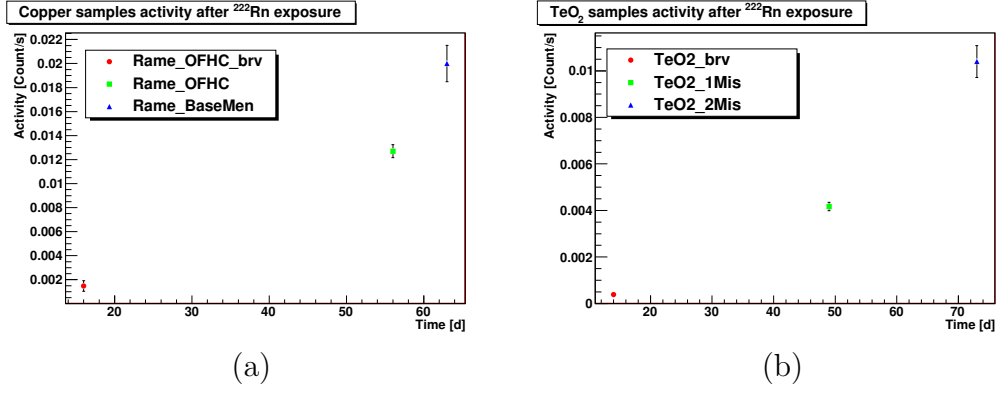 Copper samples activity after ²²²Rn exposure
Activity [Count/s]
0.022
0.02
0.018
0.016
0.014
0.012
0.01
0.008
0.006
0.004
0.002
Rame_OFHC_brv
Rame_OFHC
Rame_BaseMen
20 30 40 50 60
Time [d]
(a)
TeO₂ samples activity after ²²²Rn exposure
Activity [Count/s]
0.01
0.008
0.006
0.004
0.002
0
TeO2_brv
TeO2_1Mis
TeO2_2Mis
20 30 40 50 60 70
Time [d]
(b)